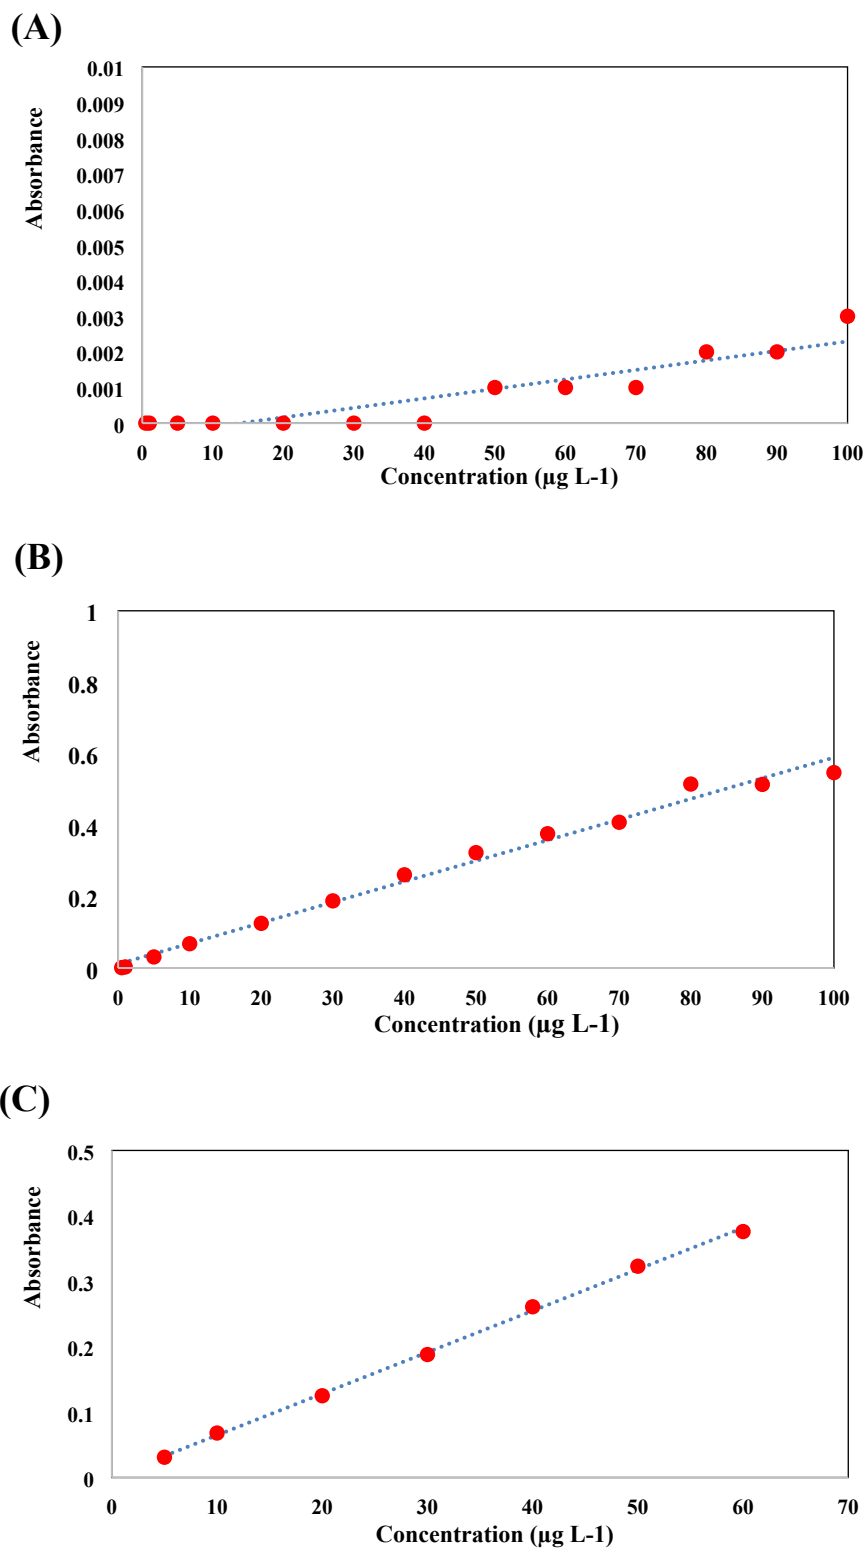 (A)
0.01
0.009
0.008
0.007
0.006
0.005
0.004
0.003
0.002
0.001
0
Absorbance
0 10 20 30 40 50 60 70 80 90 100
Concentration (µg L-1)
(B)
1
0.8
0.6
0.4
0.2
0
Absorbance
0 10 20 30 40 50 60 70 80 90 100
Concentration (µg L-1)
(C)
0.5
0.4
0.3
0.2
0.1
0
Absorbance
0 10 20 30 40 50 60 70
Concentration (µg L-1)